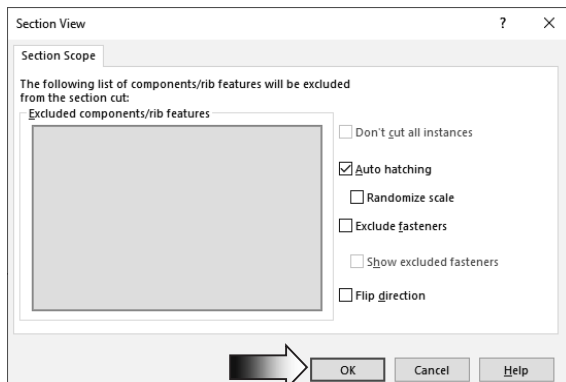 Section View
?
Section Scope
The following list of components/rib features will be excluded
from the section cut:
Excluded components/rib features
Don't cut all instances
Auto hatching
Randomize scale
Exclude fasteners
Show excluded fasteners
Flip direction
OK
Cancel
Help